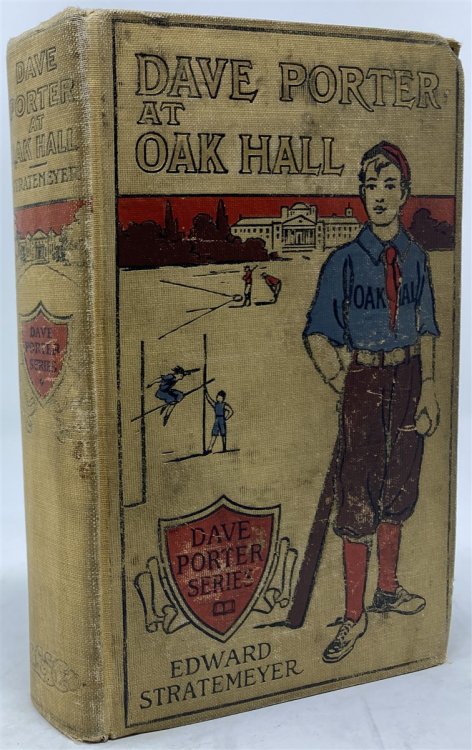 DAVE
PORTER
AT
OAK HALL
STRATEMEYER
DAVE
PORTER
SERIES
DAVE PORTER
AT
OAK HALL
OAK HALL
DAVE
PORTER
SERIES
EDWARD
STRATEMEYER